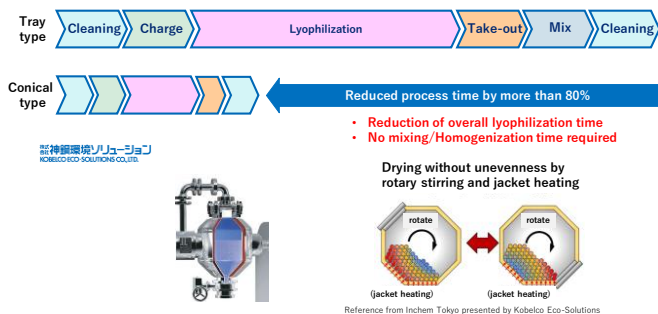 Tray
type
Cleaning
Charge
Lyophilization
Take-out
Mix
Cleaning
Conical
type
Reduced process time by more than 80%
• Reduction of overall lyophilization time
• No mixing/Homogenization time required
株式会社神鋼環境ソリューション
KOBELCO ECO-SOLUTIONS CO., LTD.
Drying without unevenness by
rotary stirring and jacket heating
rotate
rotate
(jacket heating)
(jacket heating)
Reference from Inchem Tokyo presented by Kobelco Eco-Solutions